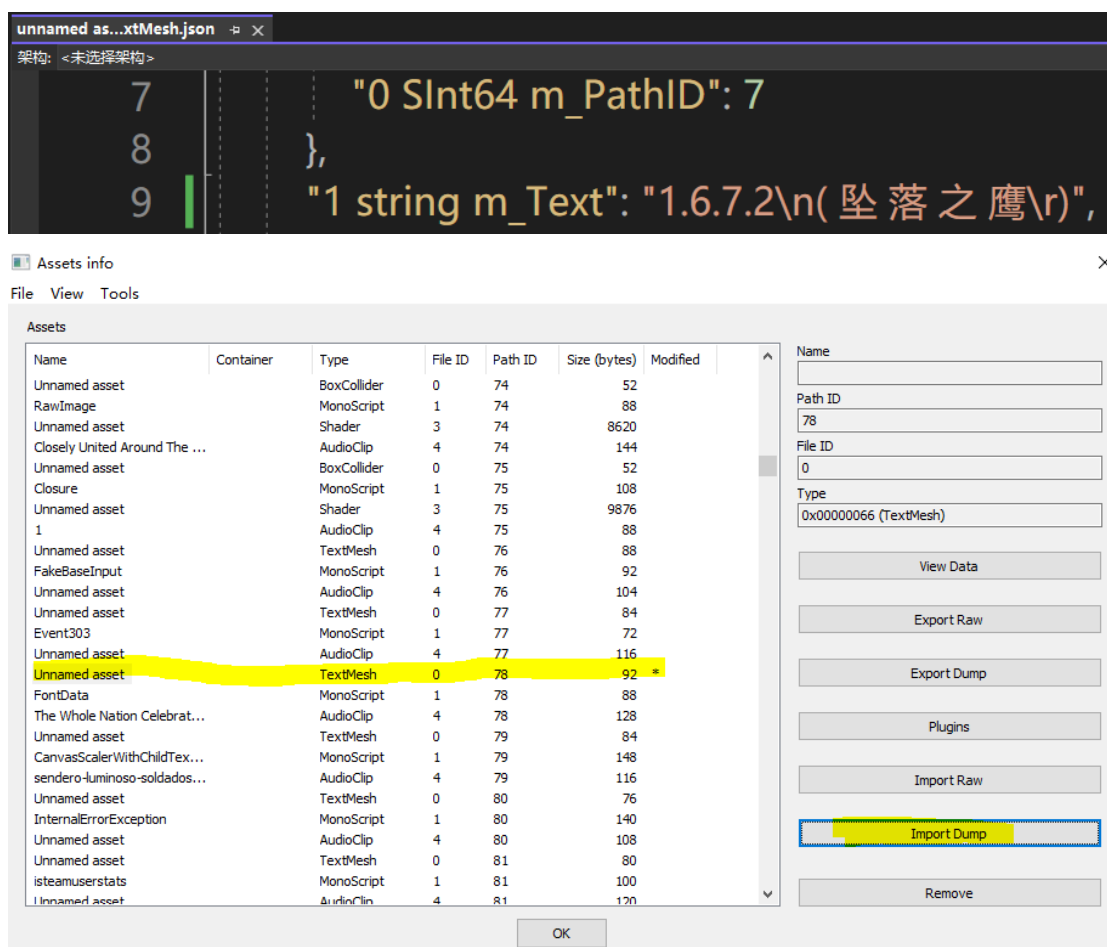 unnamed as...xtMesh.json
架构: <未选择架构>
7 "0 SInt64 m_PathID": 7
8 },
9 "1 string m_Text": "1.6.7.2\n( 坠 落 之 鹰\r)",
Assets info
File View Tools
Assets
Name Container Type File ID Path ID Size (bytes) Modified
Unnamed asset BoxCollider 0 74 52
RawImage MonoScript 1 74 88
Unnamed asset Shader 3 74 8620
Closely United Around The ... AudioClip 4 74 144
Unnamed asset BoxCollider 0 75 52
Closure MonoScript 1 75 108
Unnamed asset Shader 3 75 9876
1 AudioClip 4 75 88
Unnamed asset TextMesh 0 76 88
FakeBaseInput MonoScript 1 76 92
Unnamed asset AudioClip 4 76 104
Unnamed asset TextMesh 0 77 84
Event303 MonoScript 1 77 72
Unnamed asset AudioClip 4 77 116
Unnamed asset TextMesh 0 78 92 *
FontData MonoScript 1 78 88
The Whole Nation Celebrat... AudioClip 4 78 128
Unnamed asset TextMesh 0 79 84
CanvasScalerWithChildTex... MonoScript 1 79 148
sendero-luminoso-soldados... AudioClip 4 79 116
Unnamed asset TextMesh 0 80 76
InternalErrorException MonoScript 1 80 140
Unnamed asset AudioClip 4 80 108
Unnamed asset TextMesh 0 81 80
isteamuserstats MonoScript 1 81 100
Unnamed asset AudioClip 4 81 120
Name
Path ID
78
File ID
0
Type
0x00000066 (TextMesh)
View Data
Export Raw
Export Dump
Plugins
Import Raw
Import Dump
Remove
OK